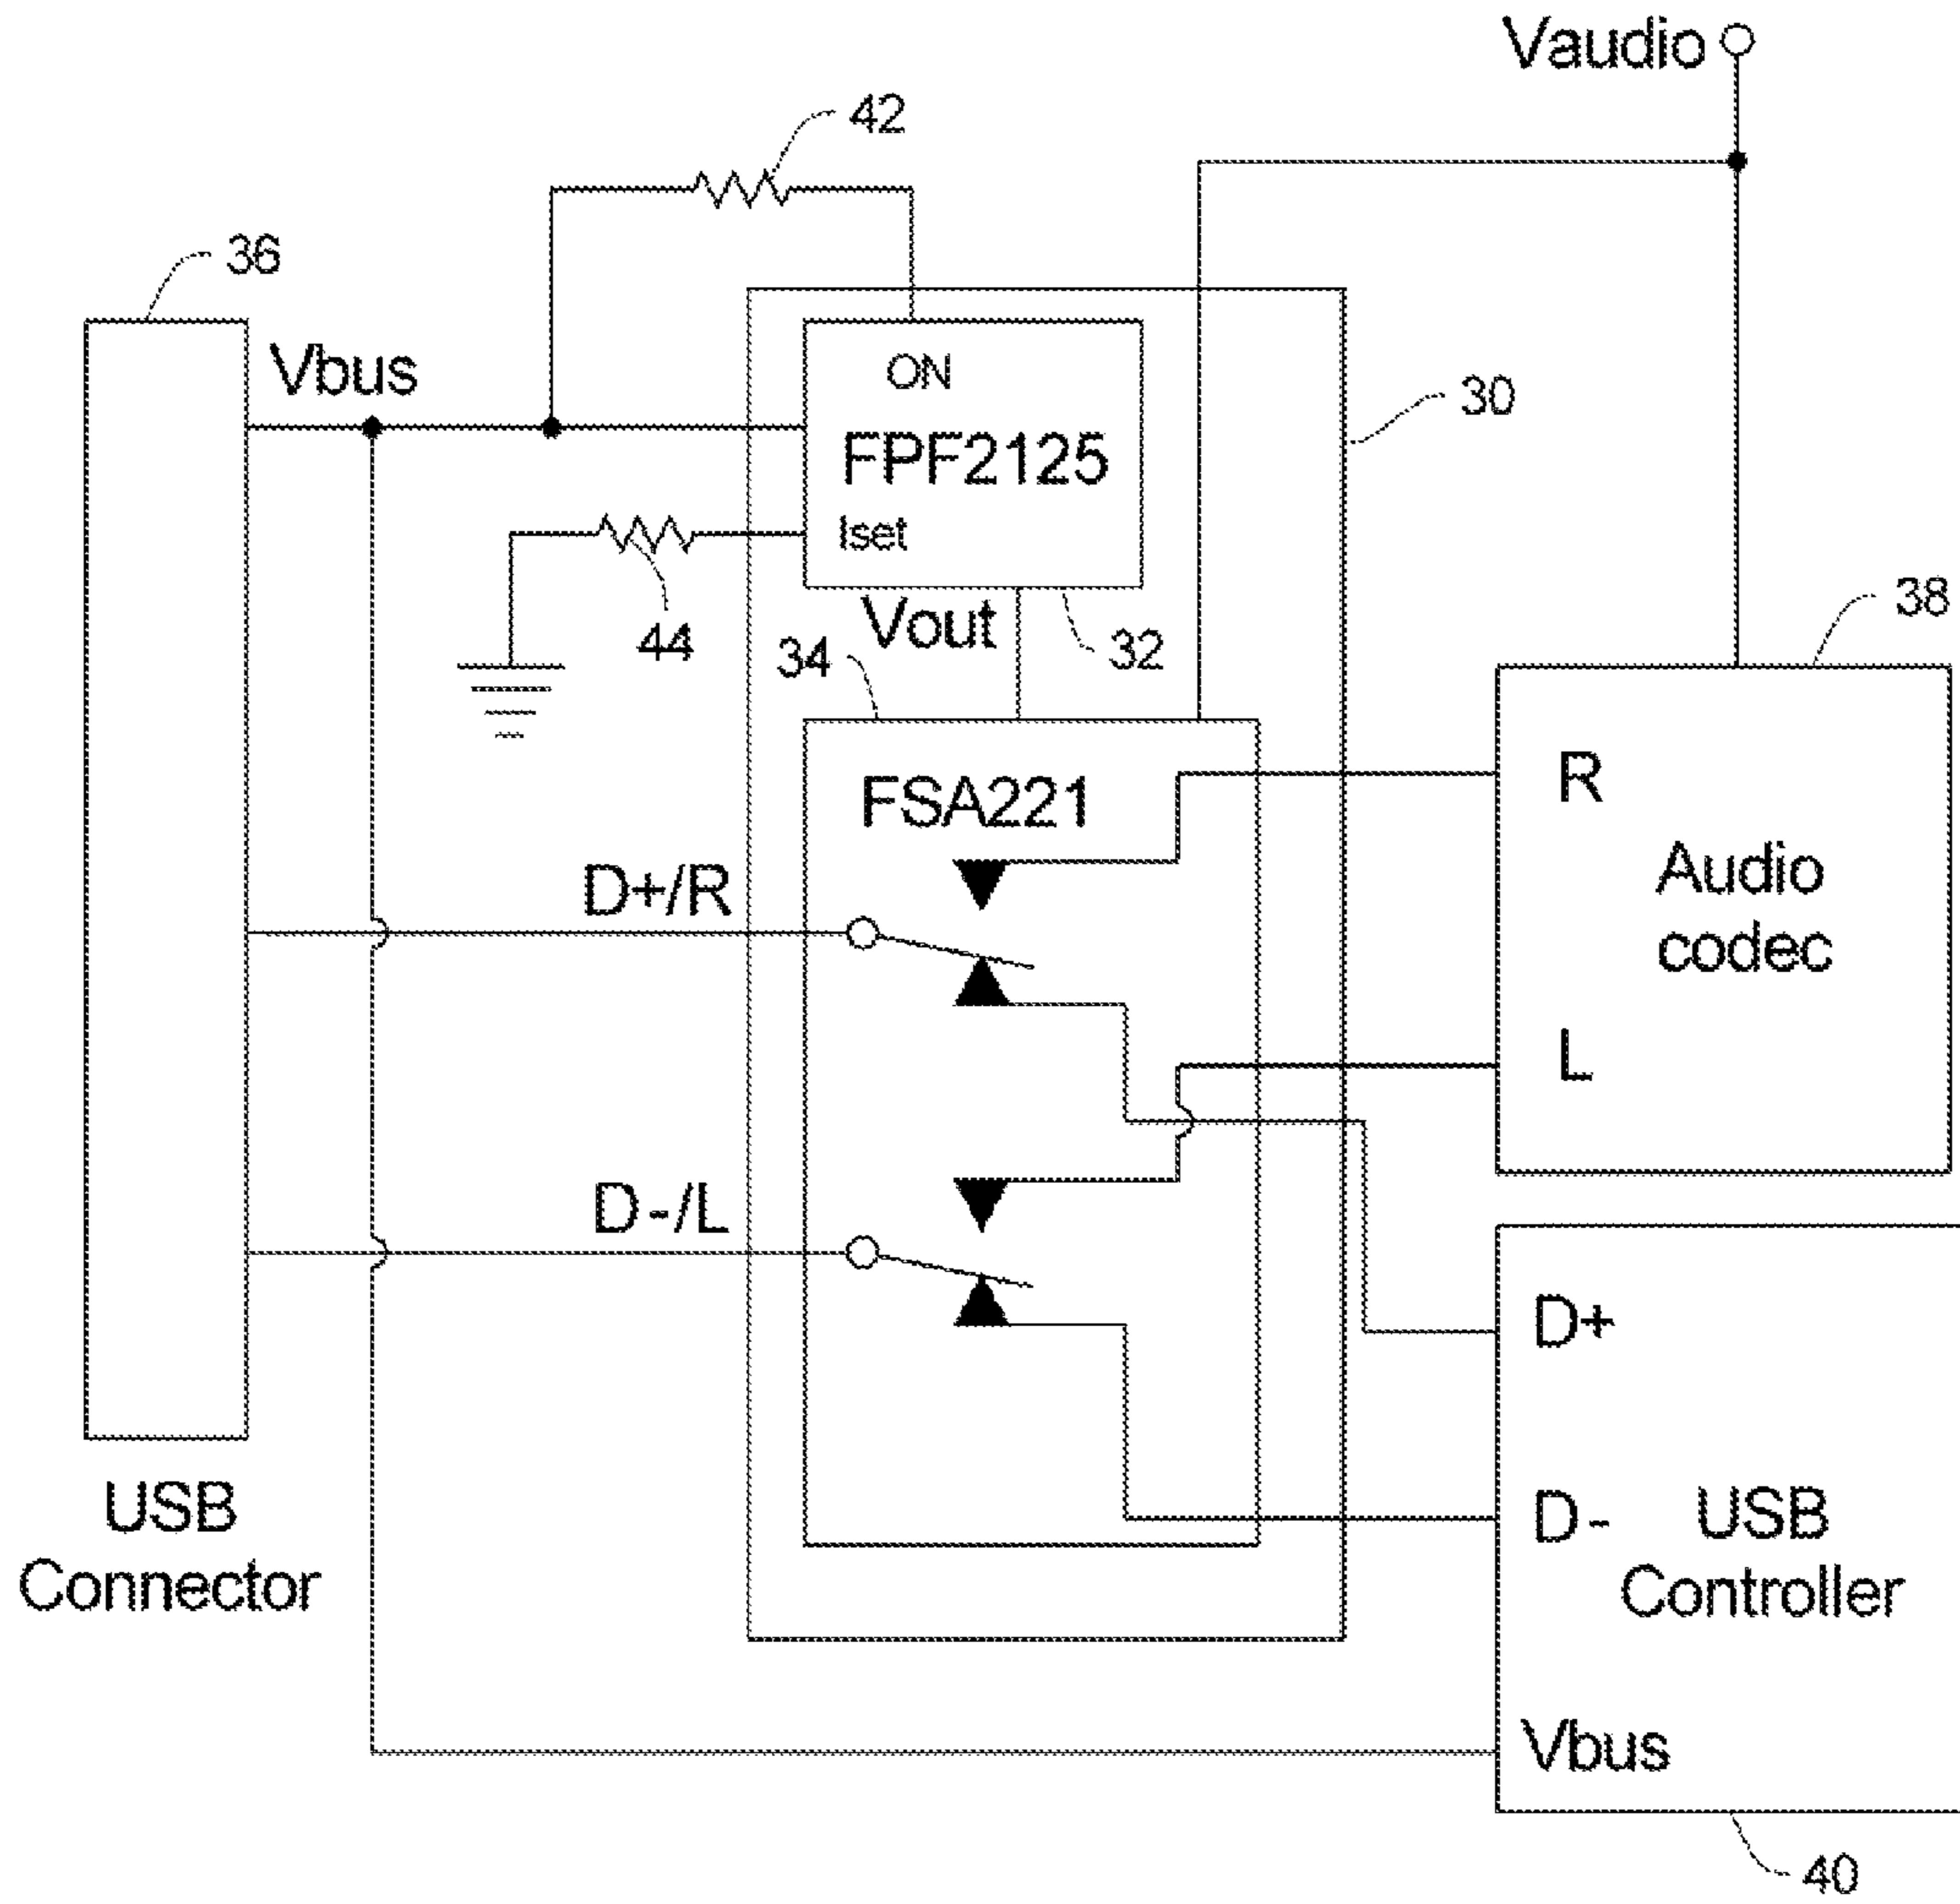 Vaudio
42
36
Vbus
ON
30
FPF2125
Iset
38
44
Vout
32
34
FSA221
R
Audio
codec
D+/R
L
D-/L
D+
USB
Connector
D-
USB
Controller
Vbus
40